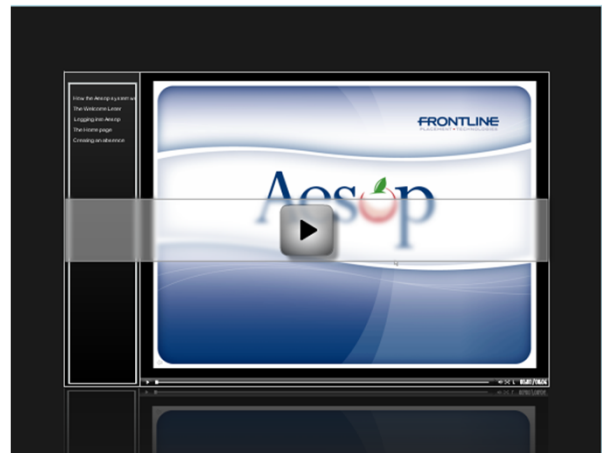 How the Aesop system wo
The Welcome Letter
Logging into Aesop
The Home page
Creating an absence
FRONTLINE
PLACEMENT TECHNOLOGIES
Aesop